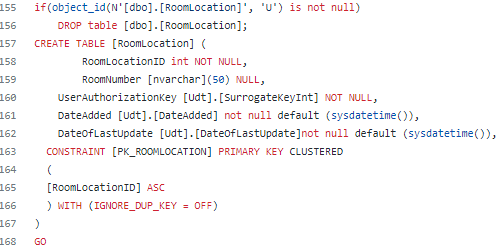 155 if(object_id(N'[dbo].[RoomLocation]', 'U') is not null)
156 DROP table [dbo].[RoomLocation];
157 CREATE TABLE [RoomLocation] (
158 RoomLocationID int NOT NULL,
159 RoomNumber [nvarchar](50) NULL,
160 UserAuthorizationKey [Udt].[SurrogateKeyInt] NOT NULL,
161 DateAdded [Udt].[DateAdded] not null default (sysdatetime()),
162 DateOfLastUpdate [Udt].[DateOfLastUpdate]not null default (sysdatetime()),
163 CONSTRAINT [PK_ROOMLOCATION] PRIMARY KEY CLUSTERED
164 (
165 [RoomLocationID] ASC
166 ) WITH (IGNORE_DUP_KEY = OFF)
167 )
168 GO